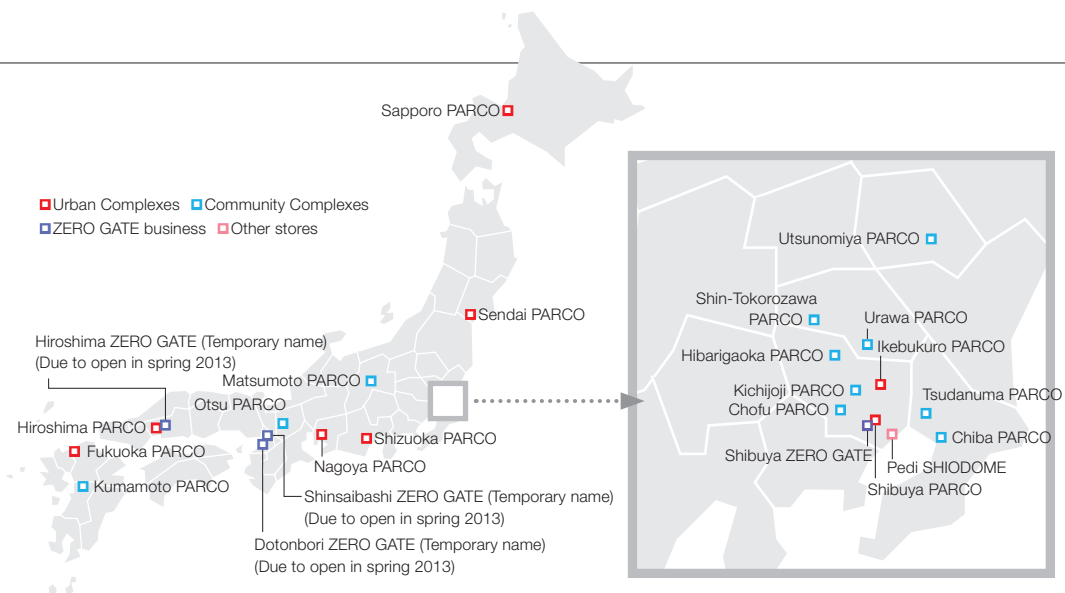 Sapporo PARCO
Urban Complexes
Community Complexes
ZERO GATE business
Other stores
Sendai PARCO
Hiroshima ZERO GATE (Temporary name)
(Due to open in spring 2013)
Matsumoto PARCO
Otsu PARCO
Hiroshima PARCO
Fukuoka PARCO
Kumamoto PARCO
Shizuoka PARCO
Nagoya PARCO
Shinsaibashi ZERO GATE (Temporary name)
(Due to open in spring 2013)
Dotonbori ZERO GATE (Temporary name)
(Due to open in spring 2013)
Utsunomiya PARCO
Shin-Tokorozawa
PARCO
Urawa PARCO
Ikebukuro PARCO
Hibarigaoka PARCO
Kichijoji PARCO
Tsudanuma PARCO
Chofu PARCO
Chiba PARCO
Shibuya ZERO GATE
Pedi SHIODOME
Shibuya PARCO